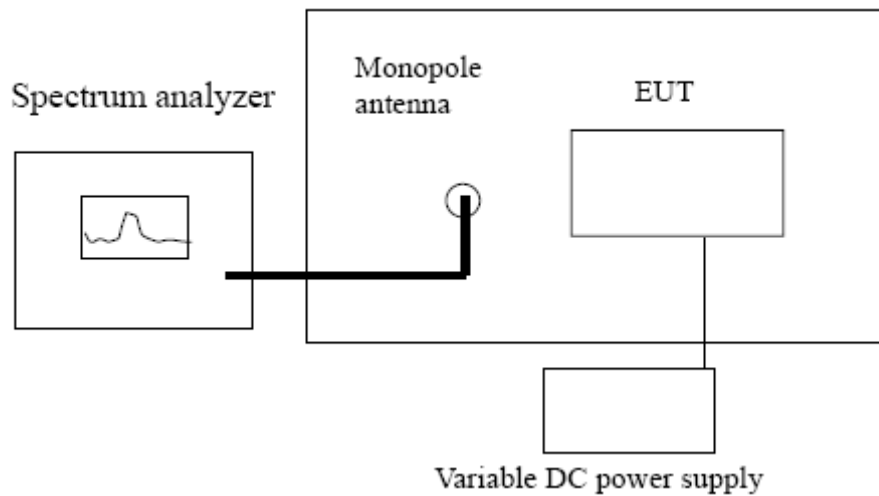 Spectrum analyzer
Monopole
antenna
EUT
Variable DC power supply